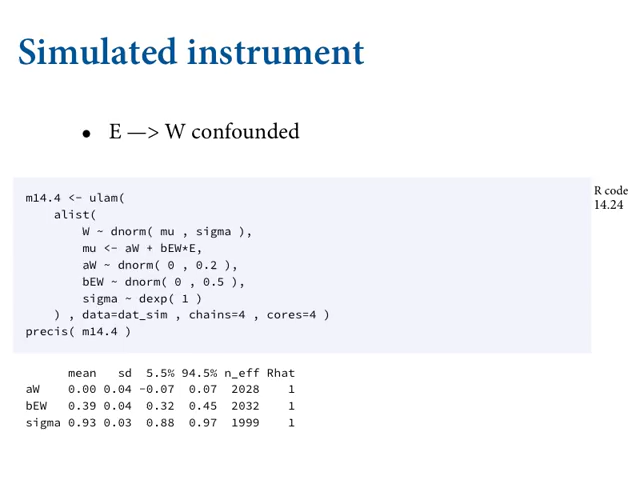 Simulated instrument
• E —> W confounded
R code
14.24
m14.4 <- ulam(
    alist(
        W ~ dnorm( mu , sigma ),
        mu <- aW + bEW*E,
        aW ~ dnorm( 0 , 0.2 ),
        bEW ~ dnorm( 0 , 0.5 ),
        sigma ~ dexp( 1 )
    ) , data=dat_sim , chains=4 , cores=4 )
precis( m14.4 )
      mean   sd  5.5% 94.5% n_eff Rhat
aW    0.00 0.04 -0.07  0.07  2028    1
bEW   0.39 0.04  0.32  0.45  2032    1
sigma 0.93 0.03  0.88  0.97  1999    1